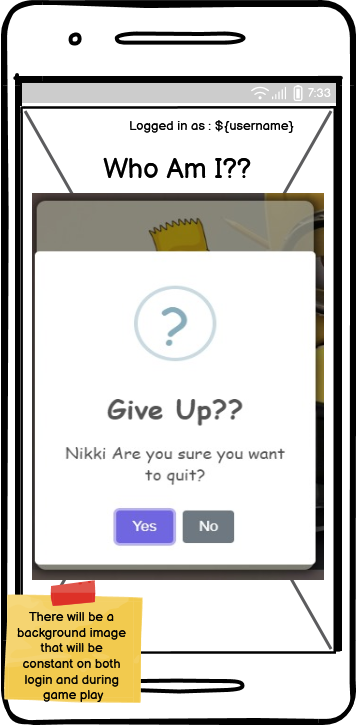 7:33
Logged in as : ${username}
Who Am I??
?
Give Up??
Nikki Are you sure you want
to quit?
Yes No
There will be a
background image
that will be
constant on both
login and during
game play